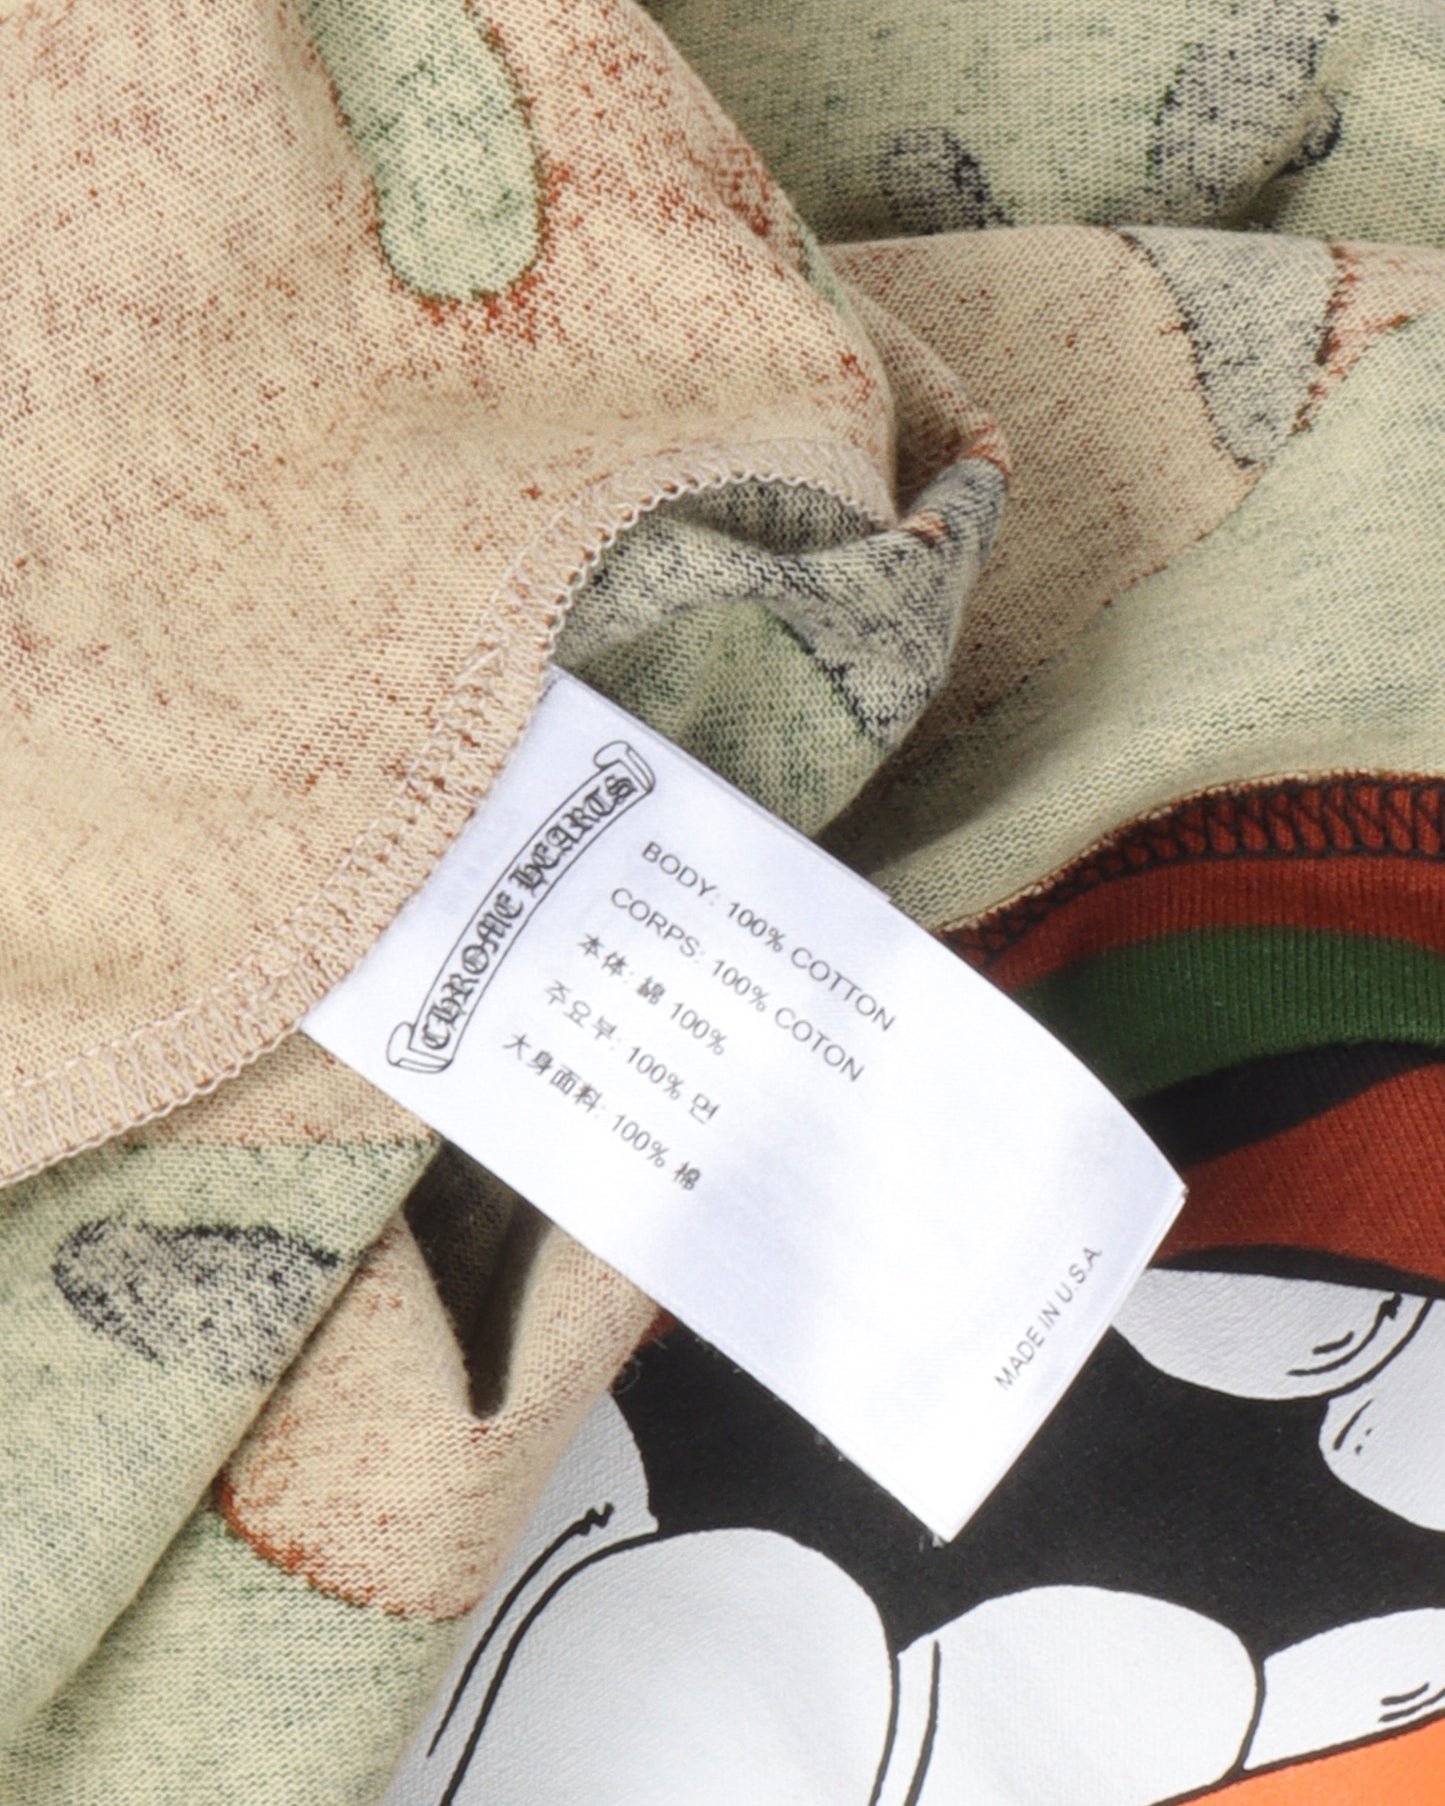 CHROME HEARTS
BODY: 100% COTTON
CORPS: 100% COTON
本体: 綿 100%
주요부: 100% 면
大身面料: 100% 棉
MADE IN U.S.A.